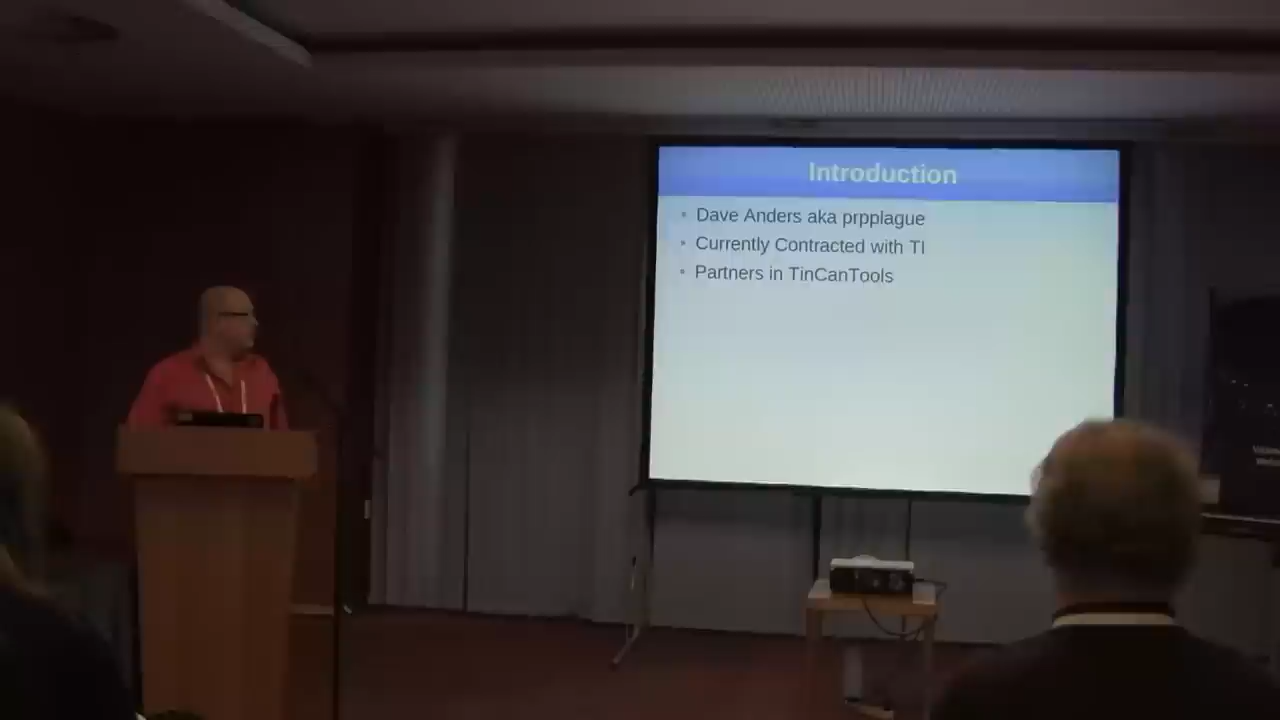 Introduction
Dave Anders aka prpplague
Currently Contracted with TI
Partners in TinCanTools